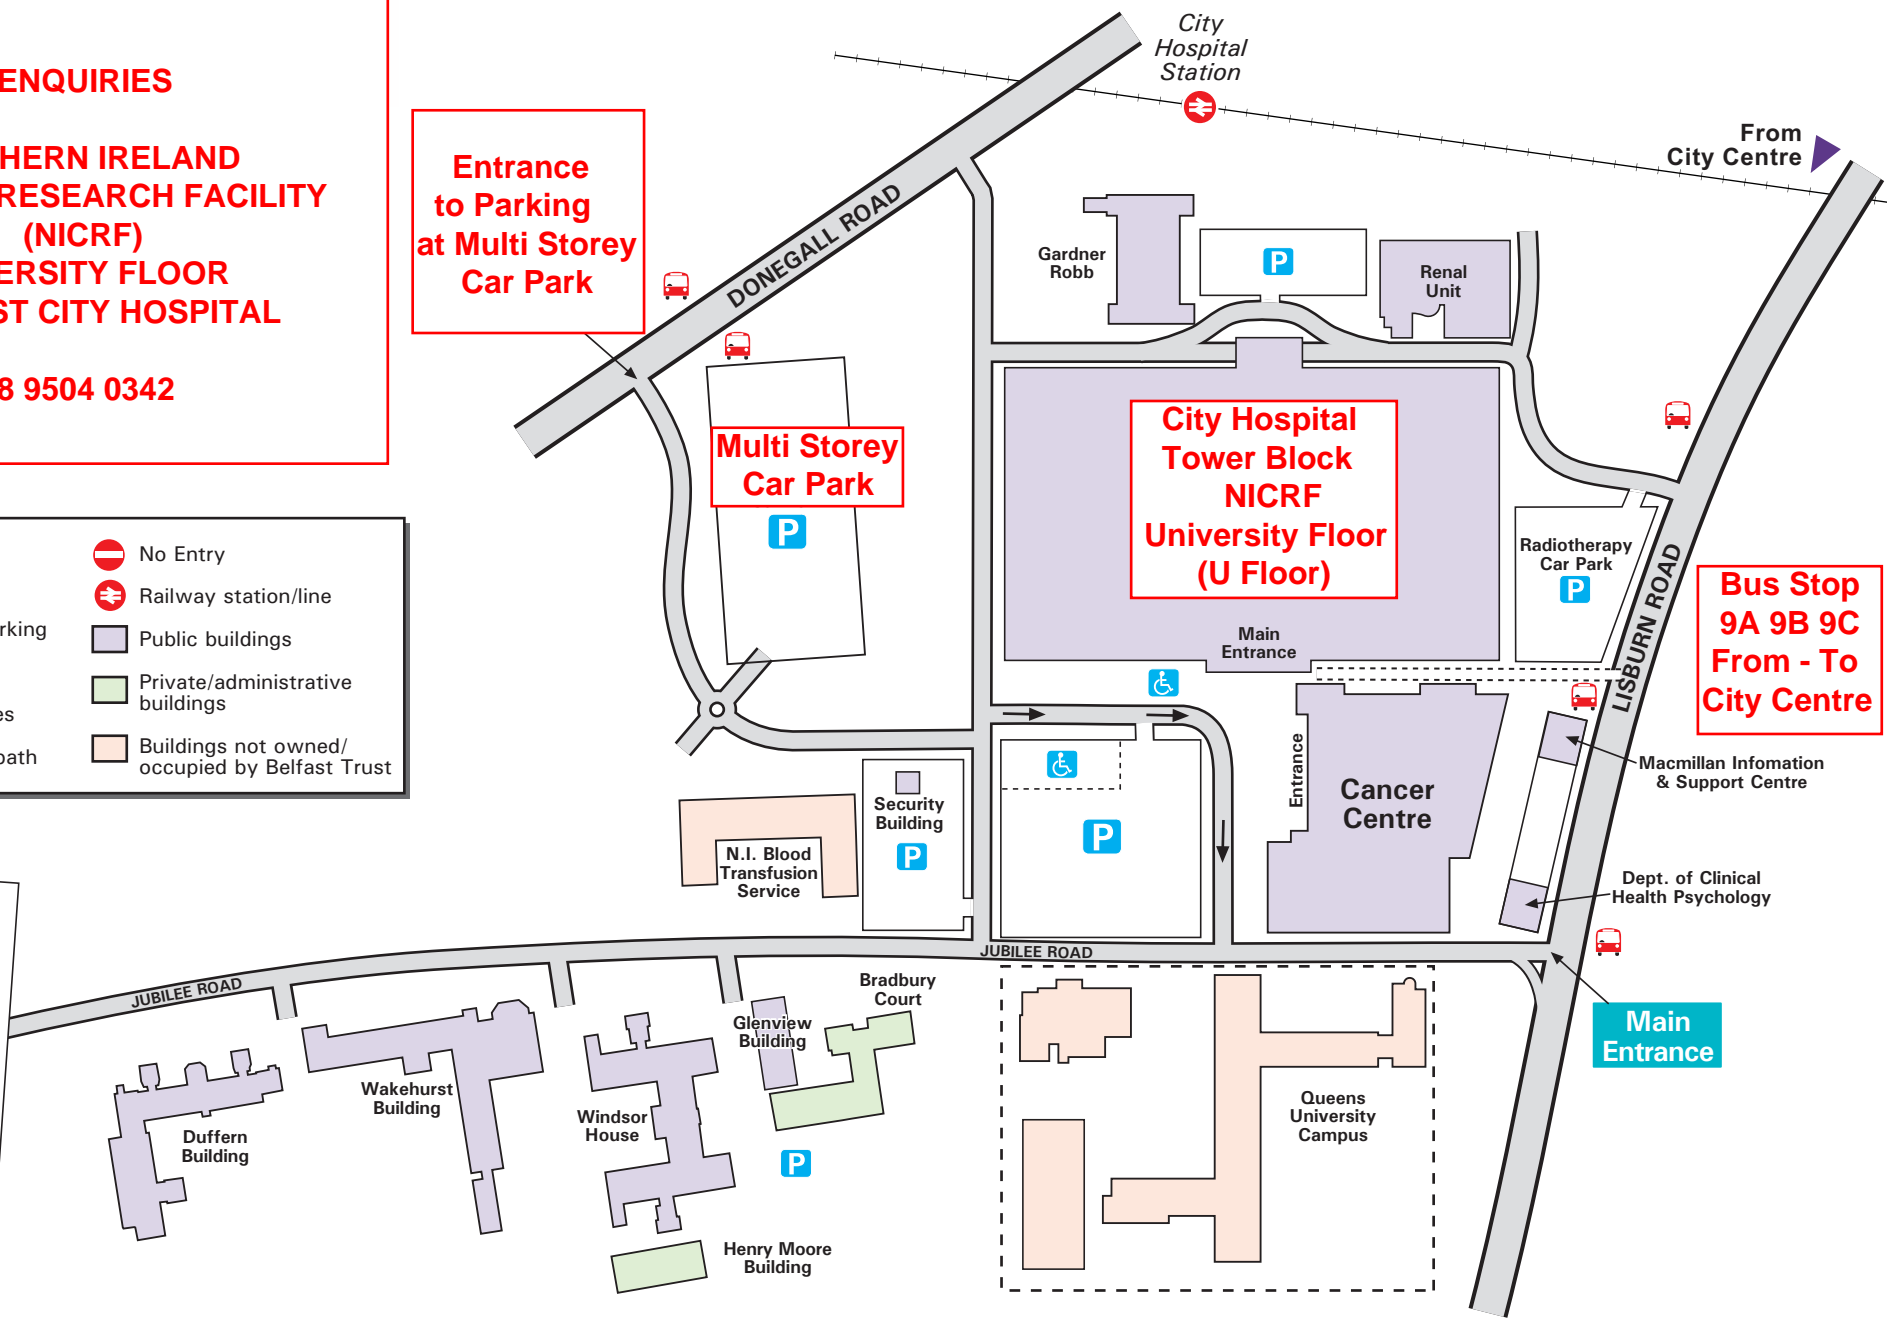 ENQUIRIES
HERN IRELAND
RESEARCH FACILITY
(NICRF)
ERSITY FLOOR
ST CITY HOSPITAL
8 9504 0342
No Entry
Railway station/line
rking
Public buildings
Private/administrative
buildings
es
Buildings not owned/
occupied by Belfast Trust
path
Entrance
to Parking
at Multi Storey
Car Park
City
Hospital
Station
From
City Centre
DONEGALL ROAD
Gardner
Robb
P
Renal
Unit
Multi Storey
Car Park
P
City Hospital
Tower Block
NICRF
University Floor
(U Floor)
Main
Entrance
Radiotherapy
Car Park
P
LISBURN ROAD
Bus Stop
9A 9B 9C
From - To
City Centre
Macmillan Infomation
& Support Centre
Entrance
Cancer
Centre
P
Security
Building
P
N.I. Blood
Transfusion
Service
Dept. of Clinical
Health Psychology
JUBILEE ROAD
JUBILEE ROAD
Main
Entrance
Bradbury
Court
Glenview
Building
Wakehurst
Building
Windsor
House
Duffern
Building
P
Henry Moore
Building
Queens
University
Campus